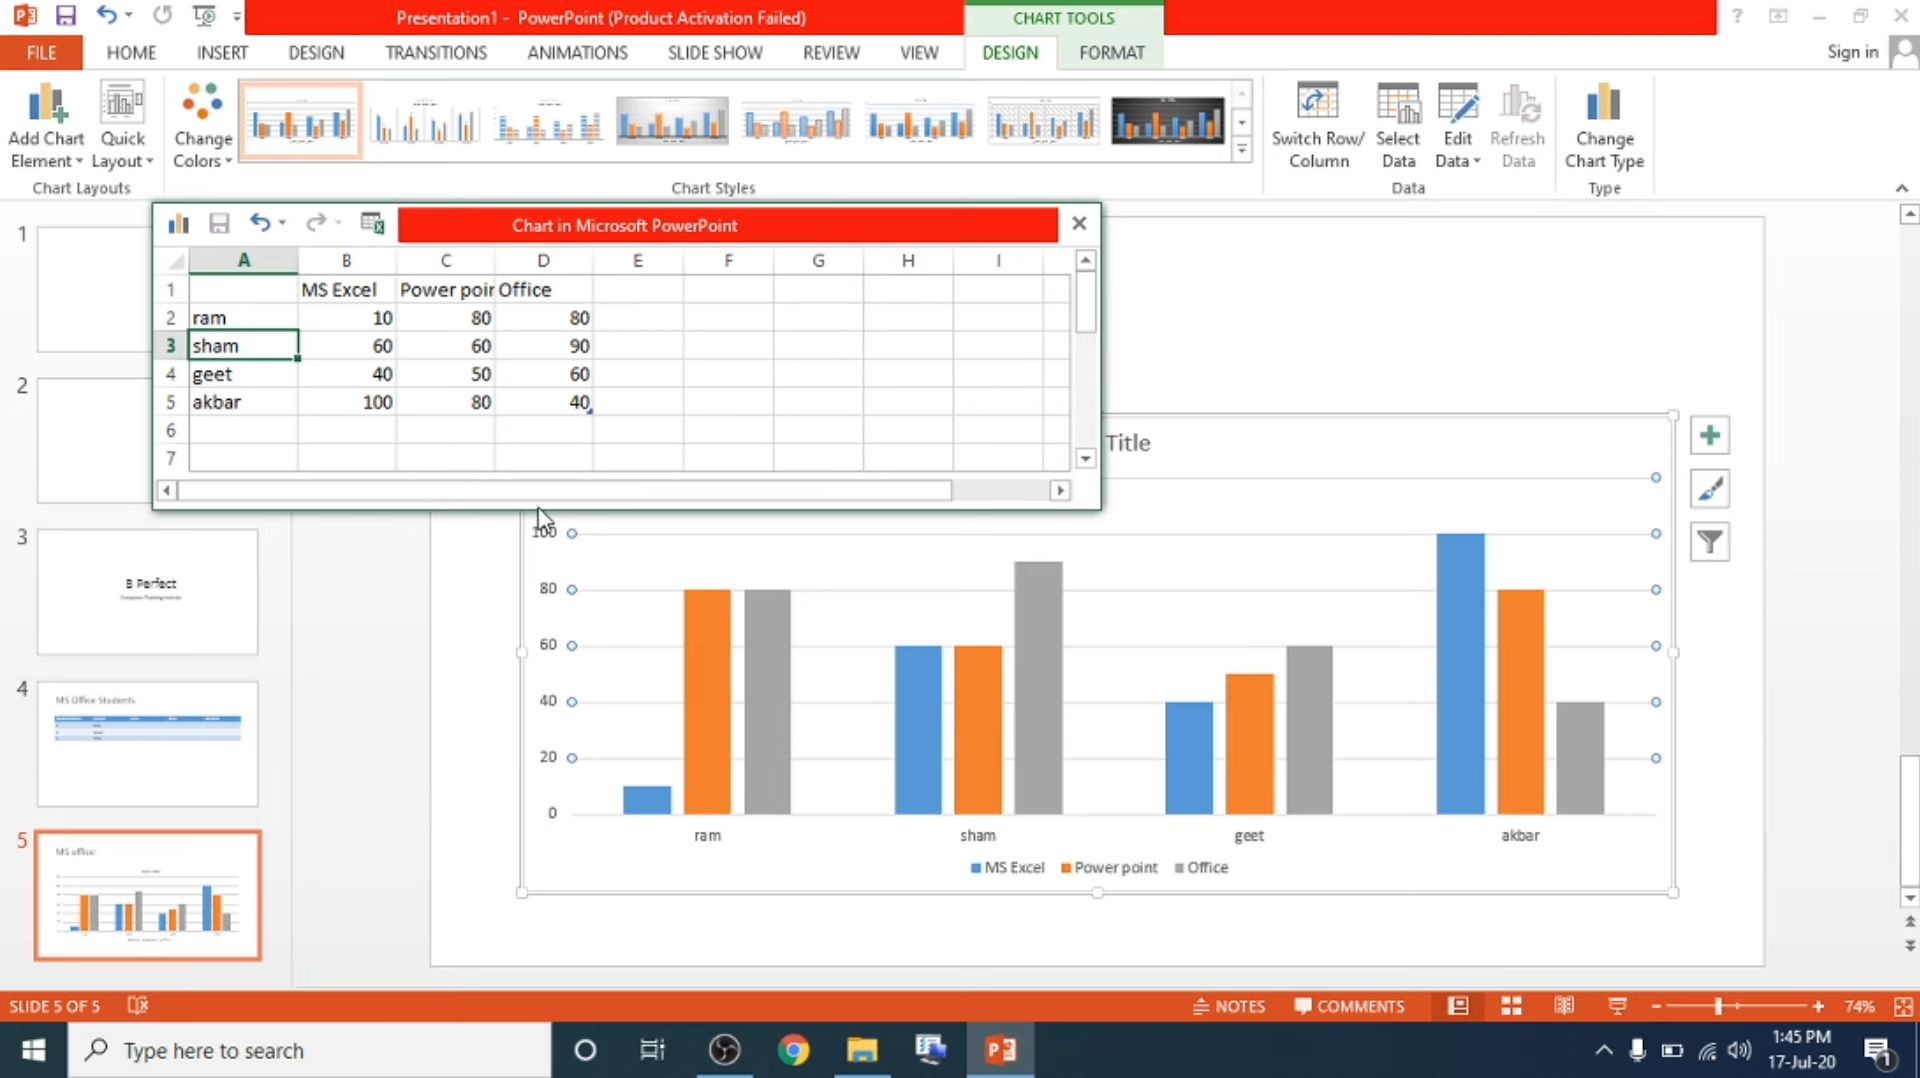 Presentation1 - PowerPoint (Product Activation Failed)
CHART TOOLS
?
FILE HOME INSERT DESIGN TRANSITIONS ANIMATIONS SLIDE SHOW REVIEW VIEW DESIGN FORMAT Sign in
Add Chart Element
Quick Layout
Change Colors
Switch Row/ Column
Select Data
Edit Data
Refresh Data
Change Chart Type
Chart Layouts Chart Styles Data Type
Chart in Microsoft PowerPoint
A B C D E F G H I
1 MS Excel Power poin Office
2 ram 10 80 80
3 sham 60 60 90
4 geet 40 50 60
5 akbar 100 80 40
6
7
1
2
3
B Perfect
4
MS Office Students
5
MS office
Title
100
80
60
40
20
0
ram sham geet akbar
MS Excel Power point Office
SLIDE 5 OF 5 NOTES COMMENTS 74%
Type here to search
1:45 PM
17-Jul-20
1